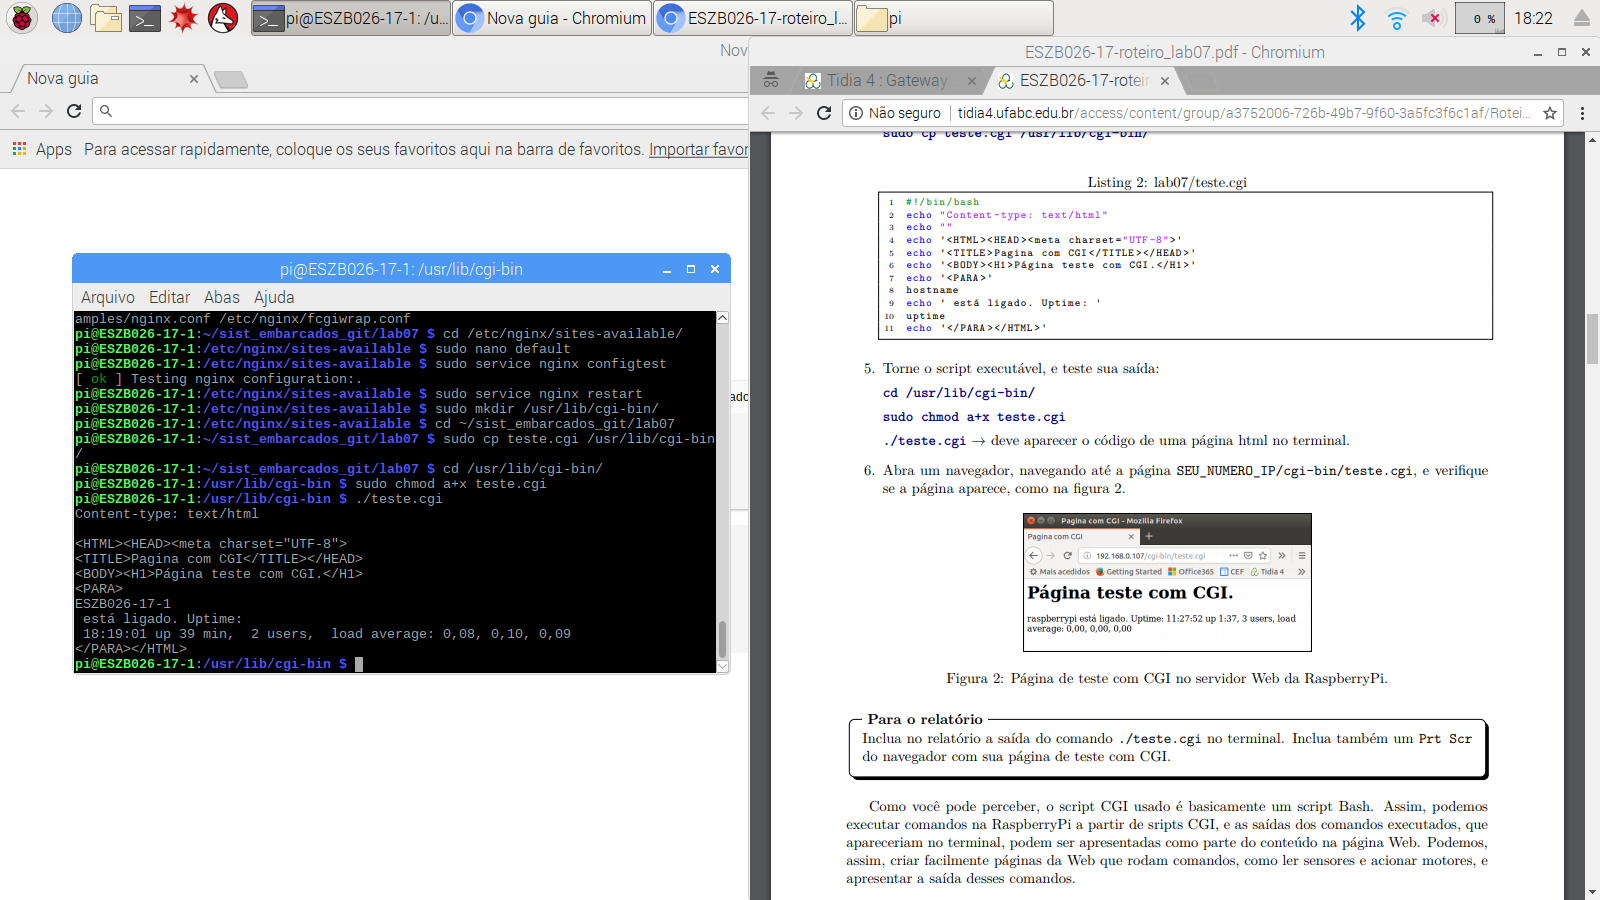 pi@ESZB026-17-1: /u...
Nova guia - Chromium
ESZB026-17-roteiro_l...
pi
0 %
18:22
Nov
Nova guia
Apps
Para acessar rapidamente, coloque os seus favoritos aqui na barra de favoritos. Importar favor
ado
pi@ESZB026-17-1: /usr/lib/cgi-bin
Arquivo Editar Abas Ajuda
amples/nginx.conf /etc/nginx/fcgiwrap.conf
pi@ESZB026-17-1:~/sist_embarcados_git/lab07 $ cd /etc/nginx/sites-available/
pi@ESZB026-17-1:/etc/nginx/sites-available $ sudo nano default
pi@ESZB026-17-1:/etc/nginx/sites-available $ sudo service nginx configtest
[ ok ] Testing nginx configuration:.
pi@ESZB026-17-1:/etc/nginx/sites-available $ sudo service nginx restart
pi@ESZB026-17-1:/etc/nginx/sites-available $ sudo mkdir /usr/lib/cgi-bin/
pi@ESZB026-17-1:/etc/nginx/sites-available $ cd ~/sist_embarcados_git/lab07
pi@ESZB026-17-1:~/sist_embarcados_git/lab07 $ sudo cp teste.cgi /usr/lib/cgi-bin
/
pi@ESZB026-17-1:~/sist_embarcados_git/lab07 $ cd /usr/lib/cgi-bin/
pi@ESZB026-17-1:/usr/lib/cgi-bin $ sudo chmod a+x teste.cgi
pi@ESZB026-17-1:/usr/lib/cgi-bin $ ./teste.cgi
Content-type: text/html
<HTML><HEAD><meta charset="UTF-8">
<TITLE>Pagina com CGI</TITLE></HEAD>
<BODY><H1>Página teste com CGI.</H1>
<PARA>
ESZB026-17-1
está ligado. Uptime:
18:19:01 up 39 min,  2 users,  load average: 0,08, 0,10, 0,09
</PARA></HTML>
pi@ESZB026-17-1:/usr/lib/cgi-bin $
ESZB026-17-roteiro_lab07.pdf - Chromium
Tidia 4 : Gateway
ESZB026-17-rotei
Não seguro | tidia4.ufabc.edu.br/access/content/group/a3752006-726b-49b7-9f60-3a5fc3f6c1af/Rotei...
sudo cp teste.cgi /usr/lib/cgi-bin/
Listing 2: lab07/teste.cgi
1 #!/bin/bash
2 echo "Content-type: text/html"
3 echo ""
4 echo '<HTML><HEAD><meta charset="UTF-8">'
5 echo '<TITLE>Pagina com CGI</TITLE></HEAD>'
6 echo '<BODY><H1>Página teste com CGI.</H1>'
7 echo '<PARA>'
8 hostname
9 echo ' está ligado. Uptime: '
10 uptime
11 echo '</PARA></HTML>'
5. Torne o script executável, e teste sua saída:
cd /usr/lib/cgi-bin/
sudo chmod a+x teste.cgi
./teste.cgi → deve aparecer o código de uma página html no terminal.
6. Abra um navegador, navegando até a página SEU_NUMERO_IP/cgi-bin/teste.cgi, e verifique
se a página aparece, como na figura 2.
Pagina com CGI - Mozilla Firefox
Pagina com CGI
192.168.0.107/cgi-bin/teste.cgi
Mais acedidos Getting Started Office365 CEF Tidia 4
Página teste com CGI.
raspberrypi está ligado. Uptime: 11:27:52 up 1:37, 3 users, load
average: 0,00, 0,00, 0,00
Figura 2: Página de teste com CGI no servidor Web da RaspberryPi.
Para o relatório
Inclua no relatório a saída do comando ./teste.cgi no terminal. Inclua também um Prt Scr
do navegador com sua página de teste com CGI.
Como você pode perceber, o script CGI usado é basicamente um script Bash. Assim, podemos
executar comandos na RaspberryPi a partir de sripts CGI, e as saídas dos comandos executados, que
apareceriam no terminal, podem ser apresentadas como parte do conteúdo na página Web. Podemos,
assim, criar facilmente páginas da Web que rodam comandos, como ler sensores e acionar motores, e
apresentar a saída desses comandos.